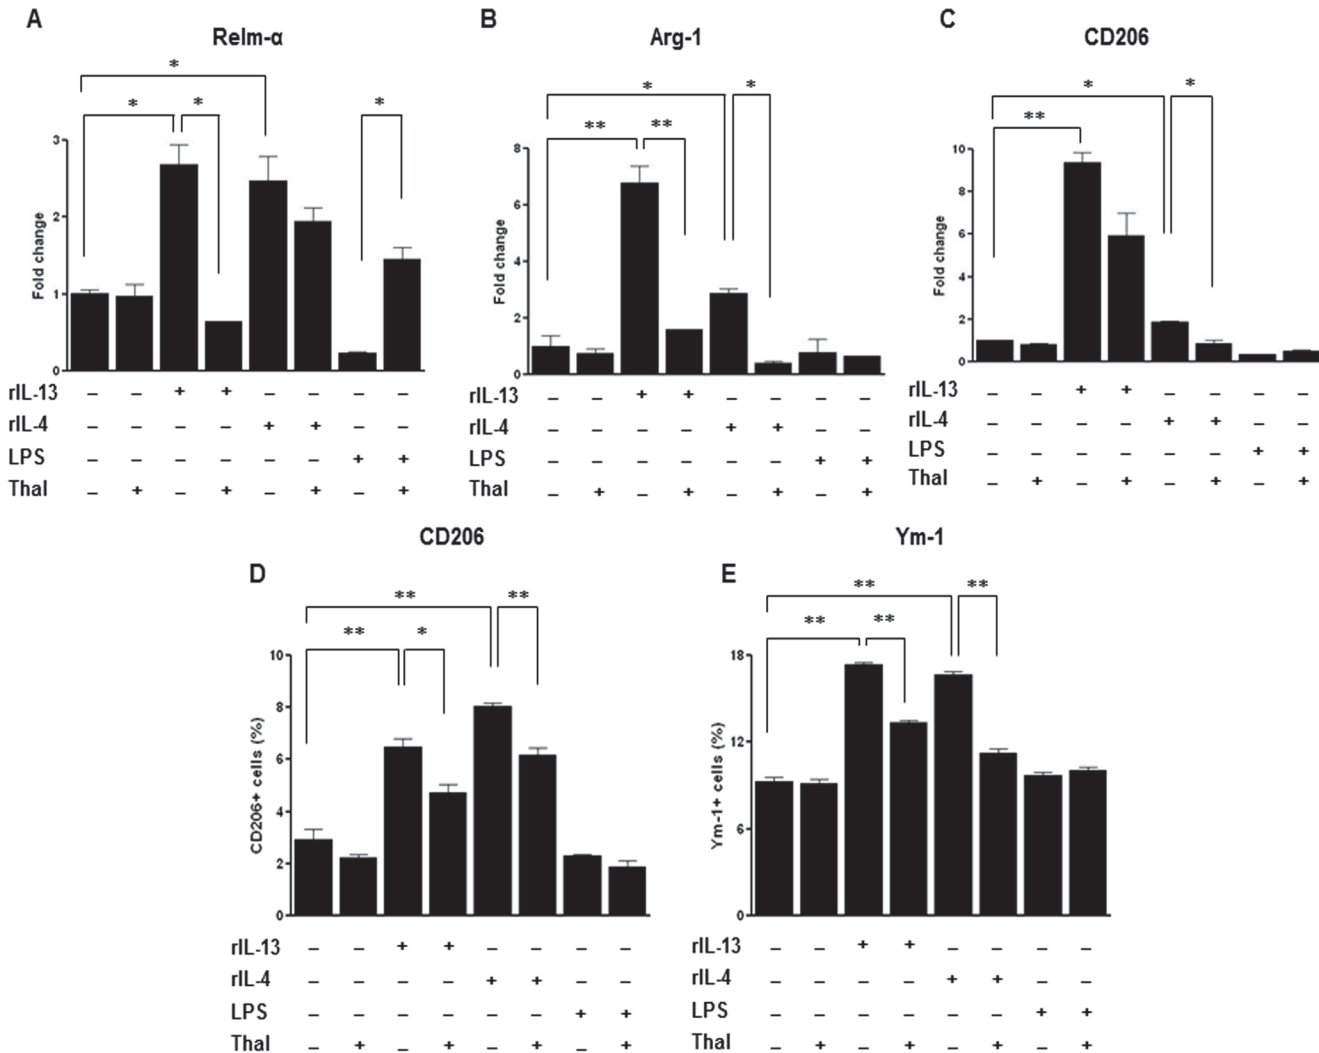 A
Relm-α
*
* * *
Fold change
3
2
1
0
rIL-13 – – + + – – – –
rIL-4 – – – – + + – –
LPS – – – – – – + +
Thal – + – + – + – +
B
Arg-1
* *
** **
Fold change
8
6
4
2
0
rIL-13 – – + + – – – –
rIL-4 – – – – + + – –
LPS – – – – – – + +
Thal – + – + – + – +
C
CD206
* *
**
Fold change
10
8
6
4
2
0
rIL-13 – – + + – – – –
rIL-4 – – – – + + – –
LPS – – – – – – + +
Thal – + – + – + – +
D
CD206
** **
** *
CD206+ cells (%)
10
8
6
4
2
0
rIL-13 – – + + – – – –
rIL-4 – – – – + + – –
LPS – – – – – – + +
Thal – + – + – + – +
E
Ym-1
** **
** **
Ym-1+ cells (%)
18
12
6
0
rIL-13 – – + + – – – –
rIL-4 – – – – + + – –
LPS – – – – – – + +
Thal – + – + – + – +